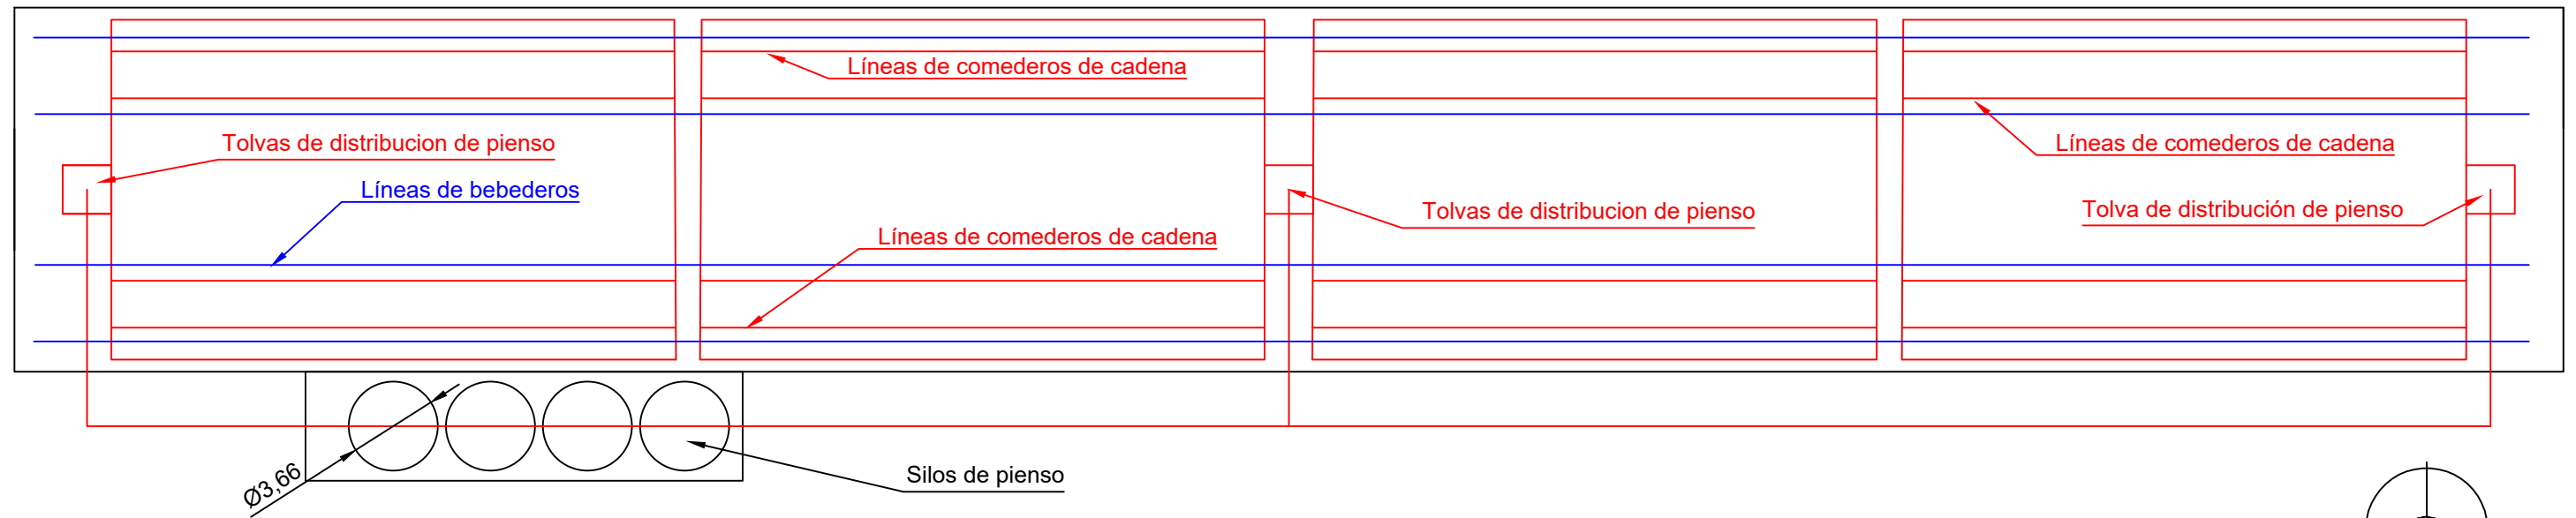 Líneas de comederos de cadena
Tolvas de distribucion de pienso
Líneas de comederos de cadena
Líneas de bebederos
Tolvas de distribucion de pienso
Tolva de distribución de pienso
Líneas de comederos de cadena
Ø3,66
Silos de pienso